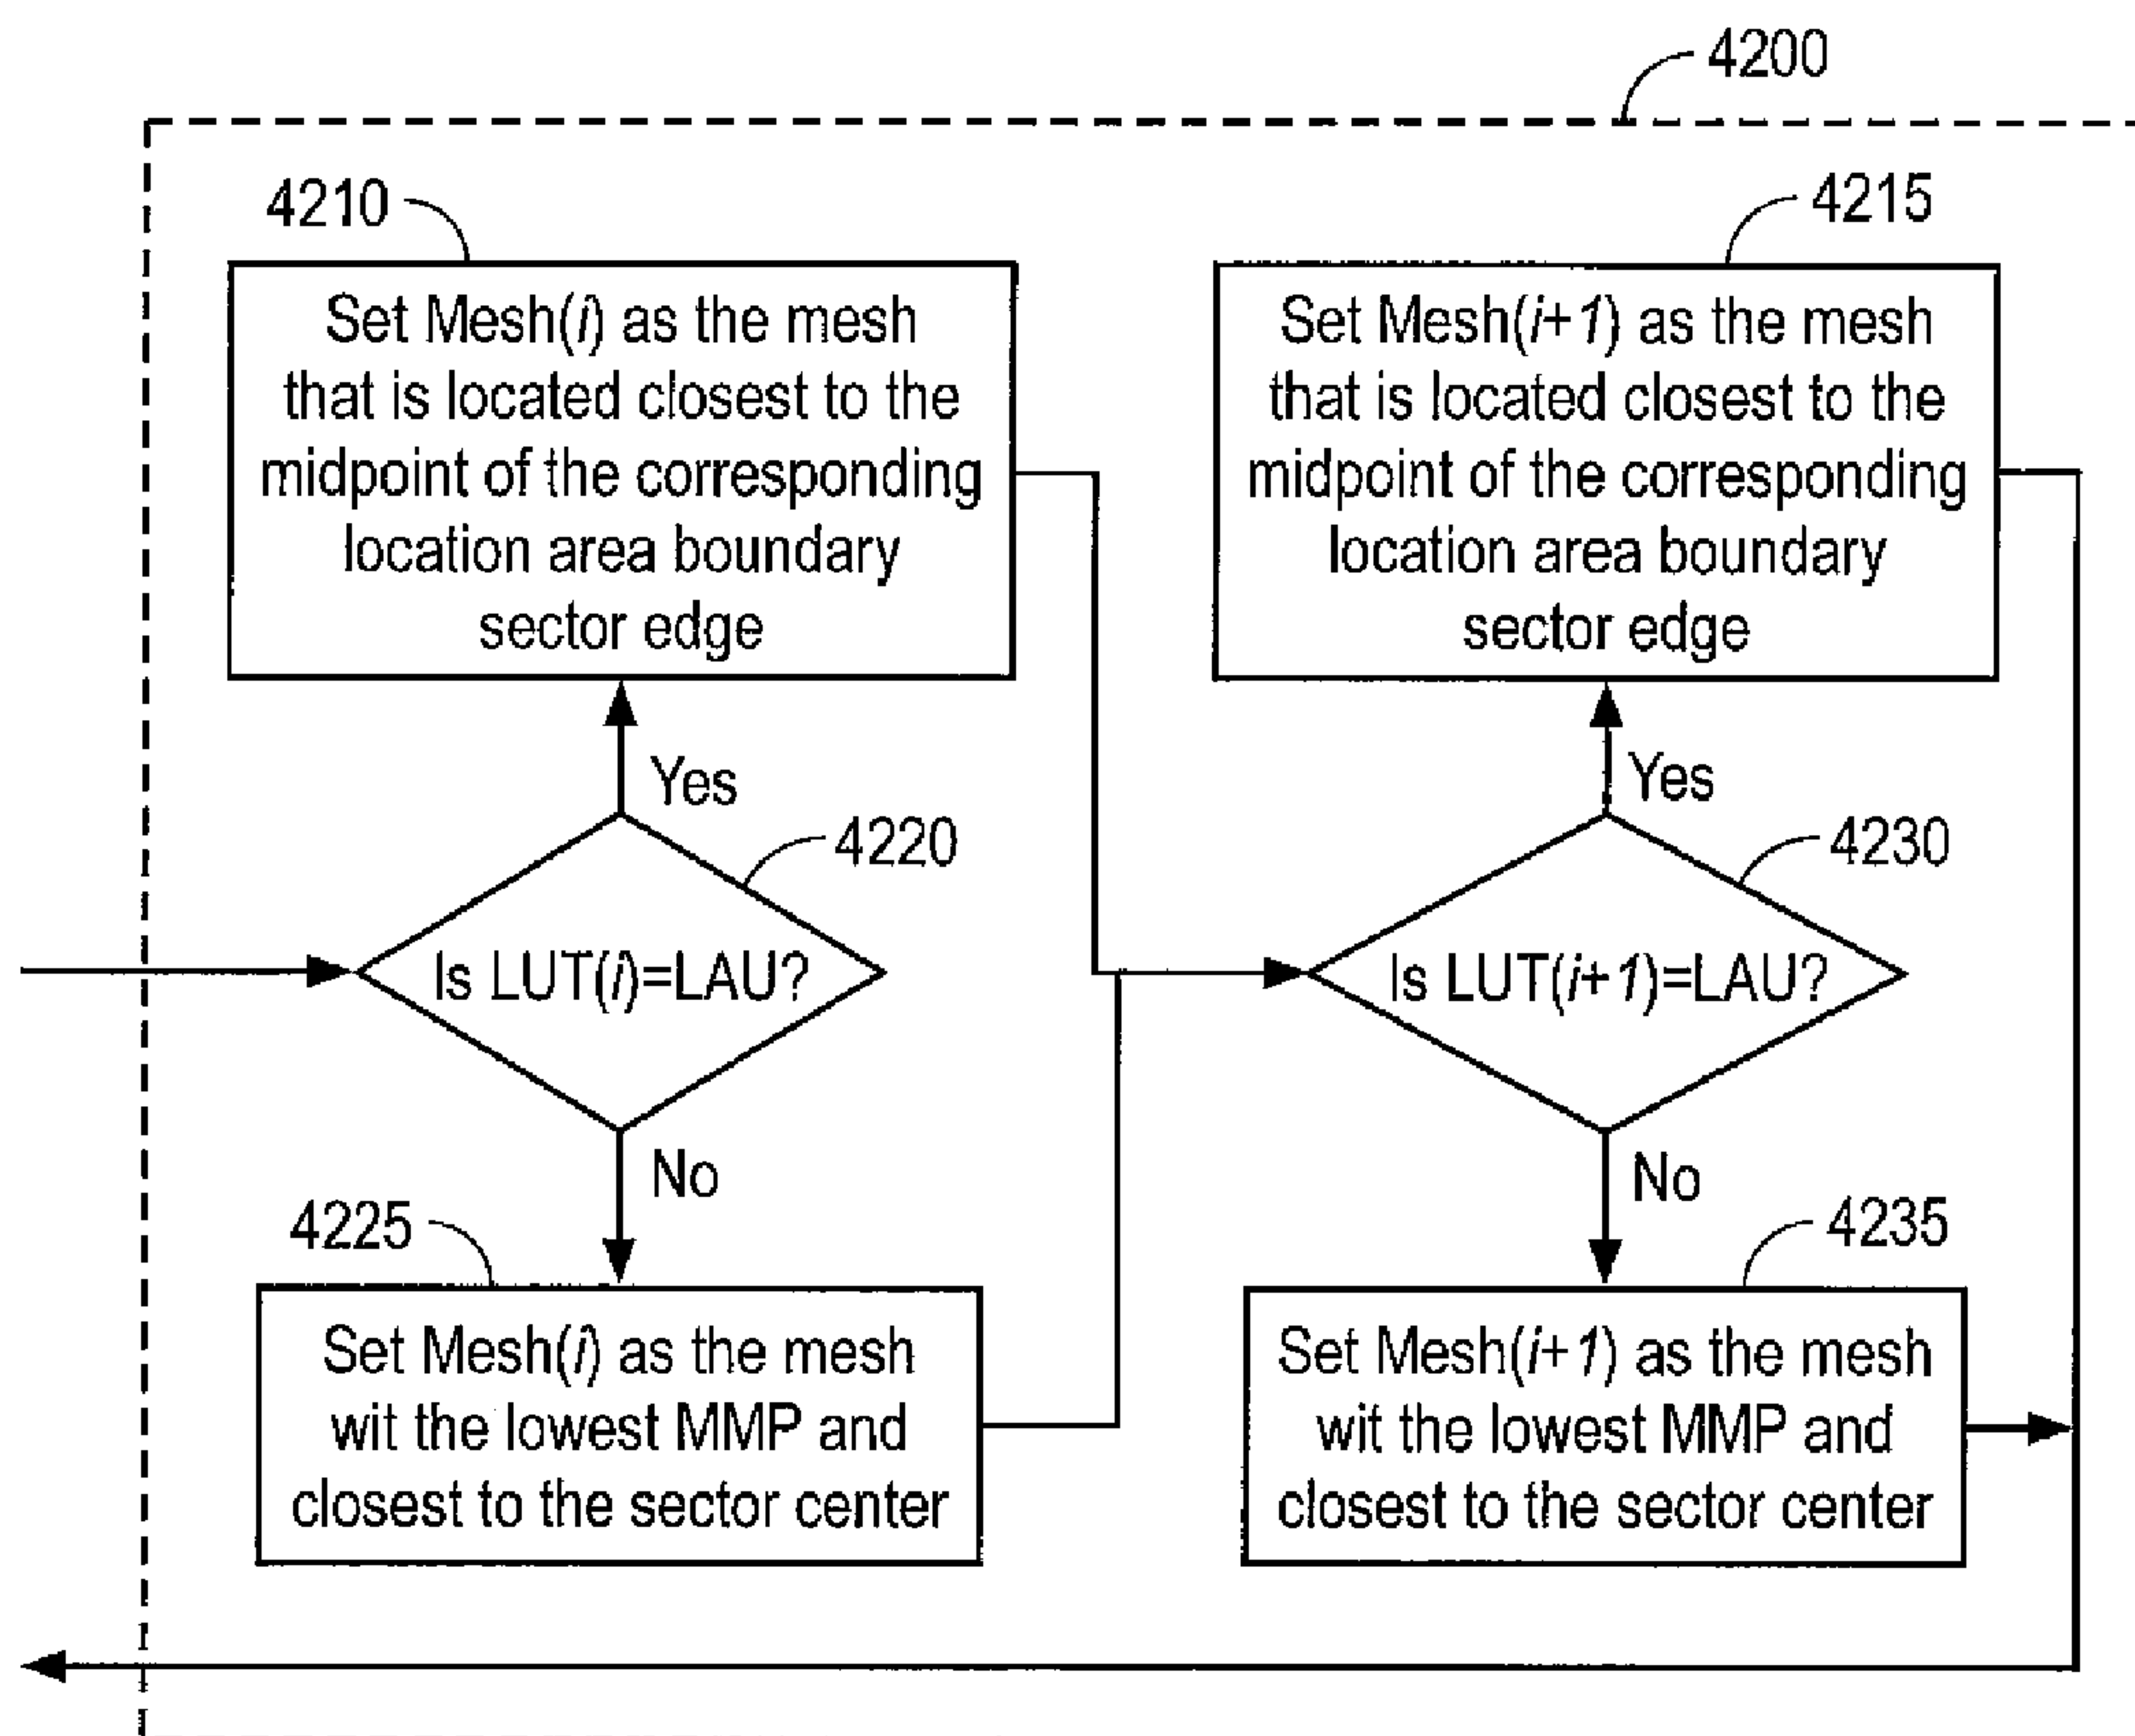 4200
4210
Set Mesh(i) as the mesh
that is located closest to the
midpoint of the corresponding
location area boundary
sector edge
4215
Set Mesh(i+1) as the mesh
that is located closest to the
midpoint of the corresponding
location area boundary
sector edge
Yes
4220
Is LUT(i)=LAU?
No
Yes
4230
Is LUT(i+1)=LAU?
No
4225
Set Mesh(i) as the mesh
wit the lowest MMP and
closest to the sector center
4235
Set Mesh(i+1) as the mesh
wit the lowest MMP and
closest to the sector center